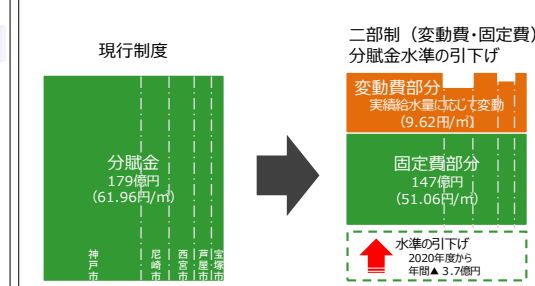 現行制度
分賦金
179億円
(61.96円/㎥)
神戸市
尼崎市
西宮市
芦屋市
宝塚市
二部制（変動費・固定費）
分賦金水準の引下げ
変動費部分
実績給水量に応じて変動
(9.62円/㎥)
固定費部分
147億円
(51.06円/㎥)
水準の引下げ
2020年度から
年間▲ 3.7億円